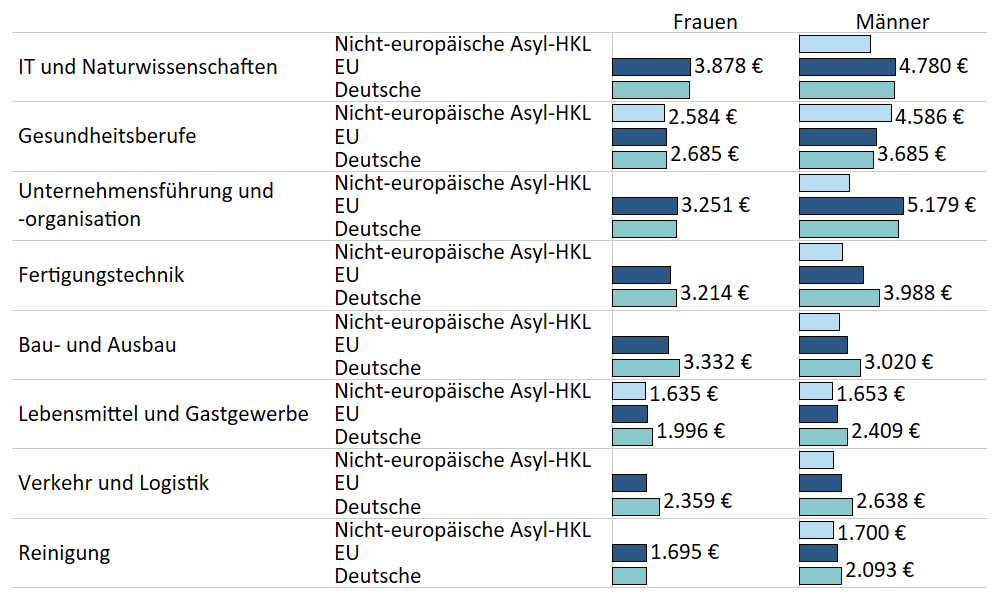 Frauen Männer
IT und Naturwissenschaften
Nicht-europäische Asyl-HKL
EU 3.878 € 4.780 €
Deutsche
Gesundheitsberufe
Nicht-europäische Asyl-HKL 2.584 € 4.586 €
EU
Deutsche 2.685 € 3.685 €
Unternehmensführung und
-organisation
Nicht-europäische Asyl-HKL
EU 3.251 € 5.179 €
Deutsche
Fertigungstechnik
Nicht-europäische Asyl-HKL
EU
Deutsche 3.214 € 3.988 €
Bau- und Ausbau
Nicht-europäische Asyl-HKL
EU
Deutsche 3.332 € 3.020 €
Lebensmittel und Gastgewerbe
Nicht-europäische Asyl-HKL 1.635 € 1.653 €
EU
Deutsche 1.996 € 2.409 €
Verkehr und Logistik
Nicht-europäische Asyl-HKL
EU
Deutsche 2.359 € 2.638 €
Reinigung
Nicht-europäische Asyl-HKL 1.700 €
EU 1.695 €
Deutsche 2.093 €